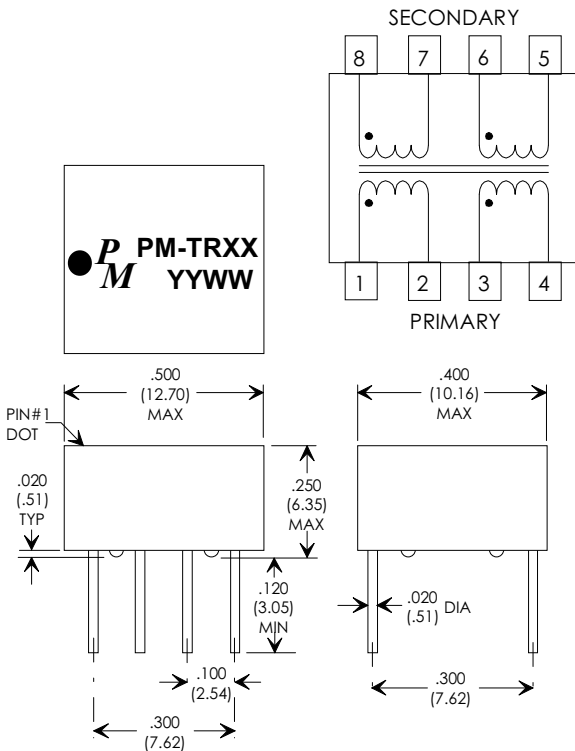 SECONDARY
8 7 6 5
1 2 3 4
PRIMARY
PM PM-TRXX
YYWW
.500
(12.70)
MAX
.400
(10.16)
MAX
PIN#1
DOT
.020
(.51)
TYP
.250
(6.35)
MAX
.120
(3.05)
MIN
.020
(.51) DIA
.100
(2.54)
.300
(7.62)
.300
(7.62)